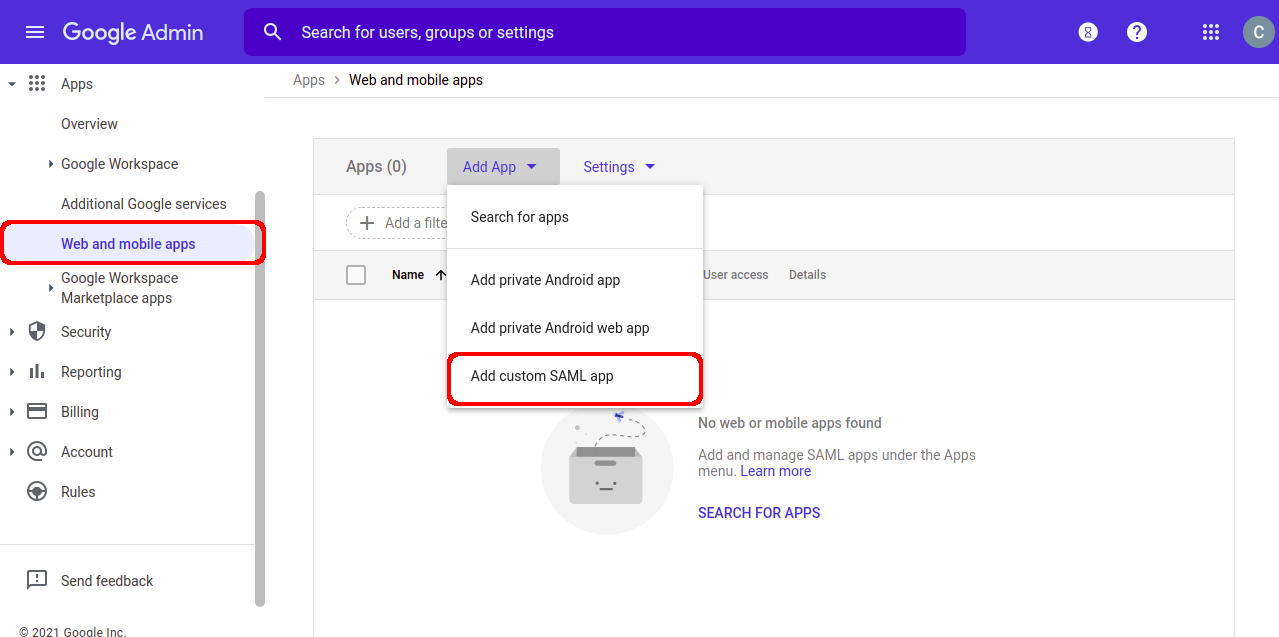 Google Admin
Search for users, groups or settings
?
C
Apps
Overview
Google Workspace
Additional Google services
Web and mobile apps
Google Workspace
Marketplace apps
Security
Reporting
Billing
Account
Rules
Send feedback
© 2021 Google Inc.
Apps > Web and mobile apps
Apps (0)
Add App
Settings
Search for apps
Add private Android app
Add private Android web app
Add custom SAML app
Add a filte
Name
User access
Details
No web or mobile apps found
Add and manage SAML apps under the Apps
menu. Learn more
SEARCH FOR APPS